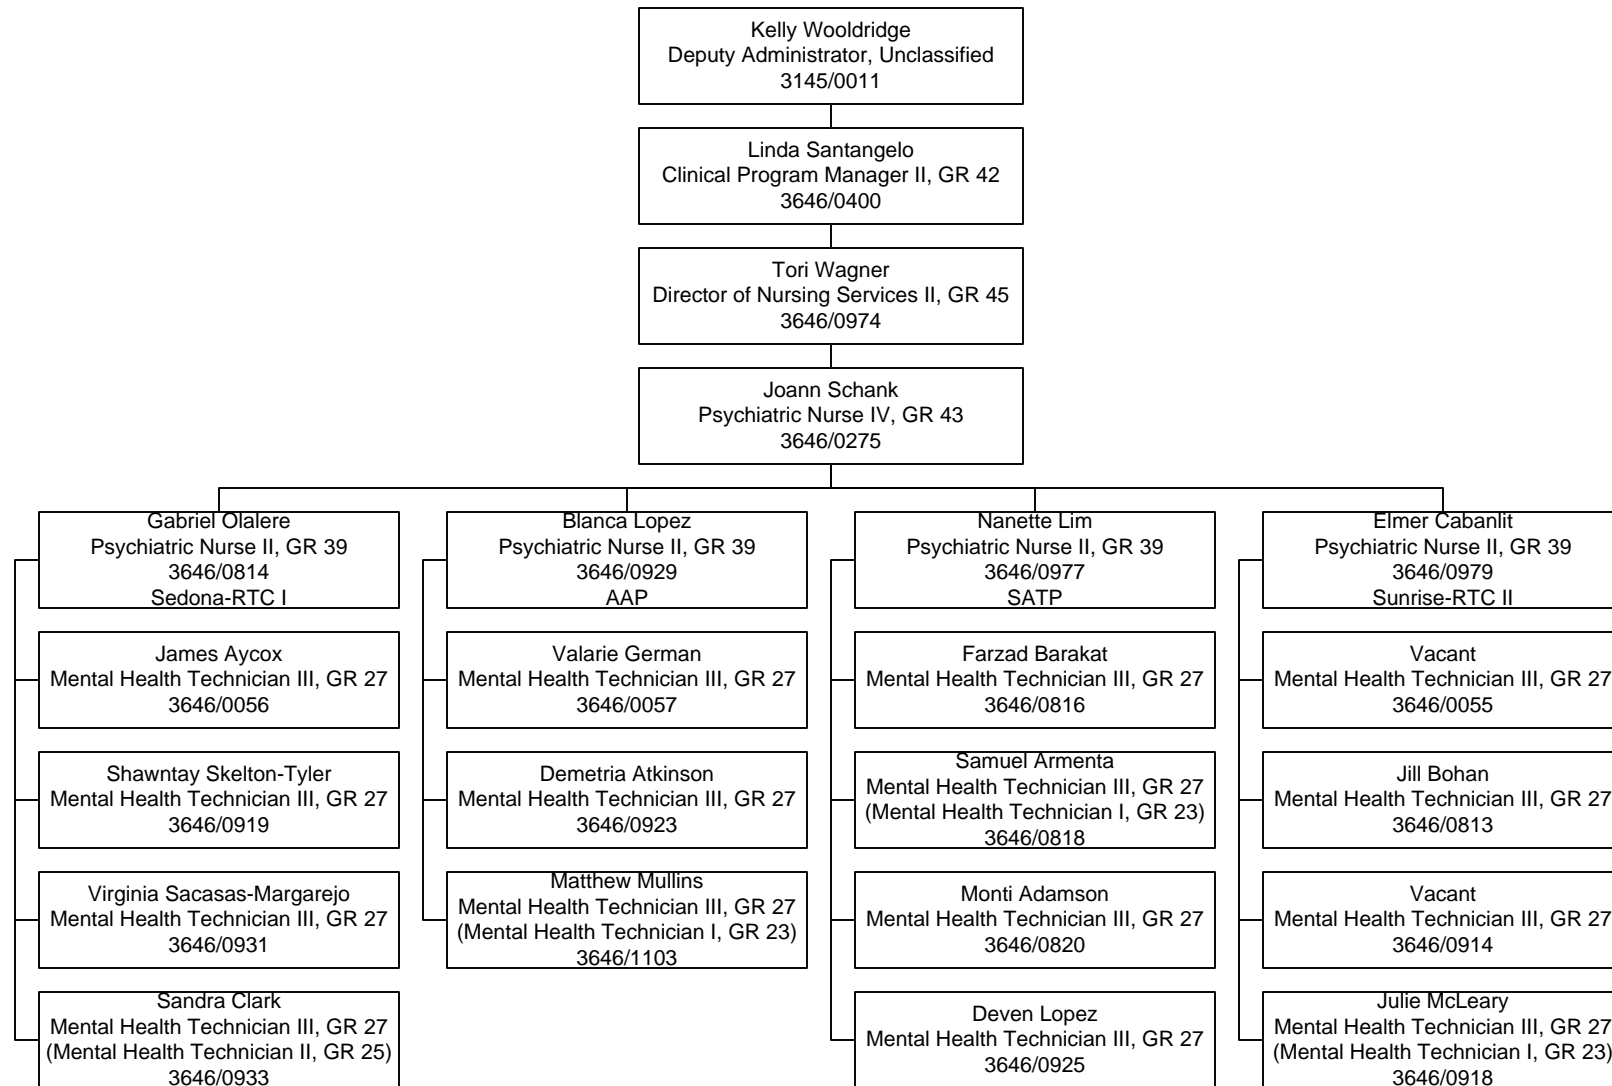 Kelly Wooldridge
Deputy Administrator, Unclassified
3145/0011
Linda Santangelo
Clinical Program Manager II, GR 42
3646/0400
Tori Wagner
Director of Nursing Services II, GR 45
3646/0974
Joann Schank
Psychiatric Nurse IV, GR 43
3646/0275
Gabriel Olalere
Psychiatric Nurse II, GR 39
3646/0814
Sedona-RTC I
James Aycox
Mental Health Technician III, GR 27
3646/0056
Shawntay Skelton-Tyler
Mental Health Technician III, GR 27
3646/0919
Virginia Sacasas-Margarejo
Mental Health Technician III, GR 27
3646/0931
Sandra Clark
Mental Health Technician III, GR 27
(Mental Health Technician II, GR 25)
3646/0933
Blanca Lopez
Psychiatric Nurse II, GR 39
3646/0929
AAP
Valarie German
Mental Health Technician III, GR 27
3646/0057
Demetria Atkinson
Mental Health Technician III, GR 27
3646/0923
Matthew Mullins
Mental Health Technician III, GR 27
(Mental Health Technician I, GR 23)
3646/1103
Nanette Lim
Psychiatric Nurse II, GR 39
3646/0977
SATP
Farzad Barakat
Mental Health Technician III, GR 27
3646/0816
Samuel Armenta
Mental Health Technician III, GR 27
(Mental Health Technician I, GR 23)
3646/0818
Monti Adamson
Mental Health Technician III, GR 27
3646/0820
Deven Lopez
Mental Health Technician III, GR 27
3646/0925
Elmer Cabanlit
Psychiatric Nurse II, GR 39
3646/0979
Sunrise-RTC II
Vacant
Mental Health Technician III, GR 27
3646/0055
Jill Bohan
Mental Health Technician III, GR 27
3646/0813
Vacant
Mental Health Technician III, GR 27
3646/0914
Julie McLeary
Mental Health Technician III, GR 27
(Mental Health Technician I, GR 23)
3646/0918